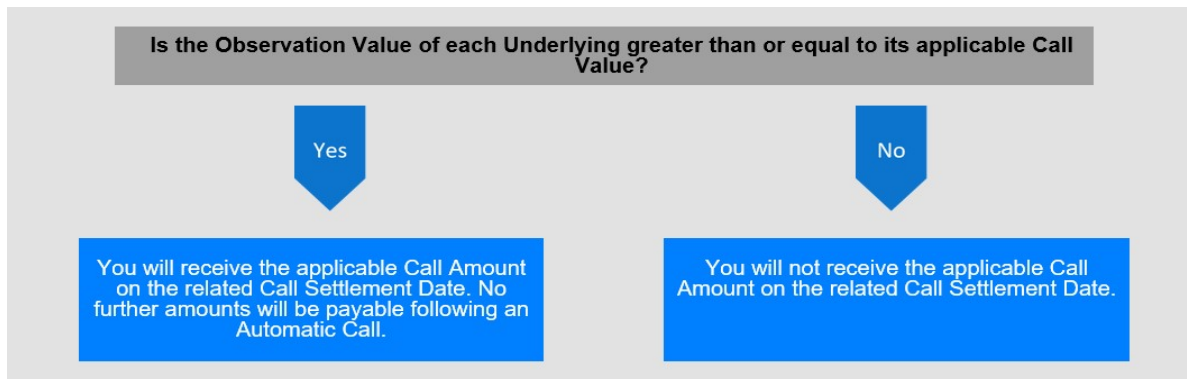 Is the Observation Value of each Underlying greater than or equal to its applicable Call
Value?
Yes
No
You will receive the applicable Call Amount
on the related Call Settlement Date. No
further amounts will be payable following an
Automatic Call.
You will not receive the applicable Call
Amount on the related Call Settlement Date.